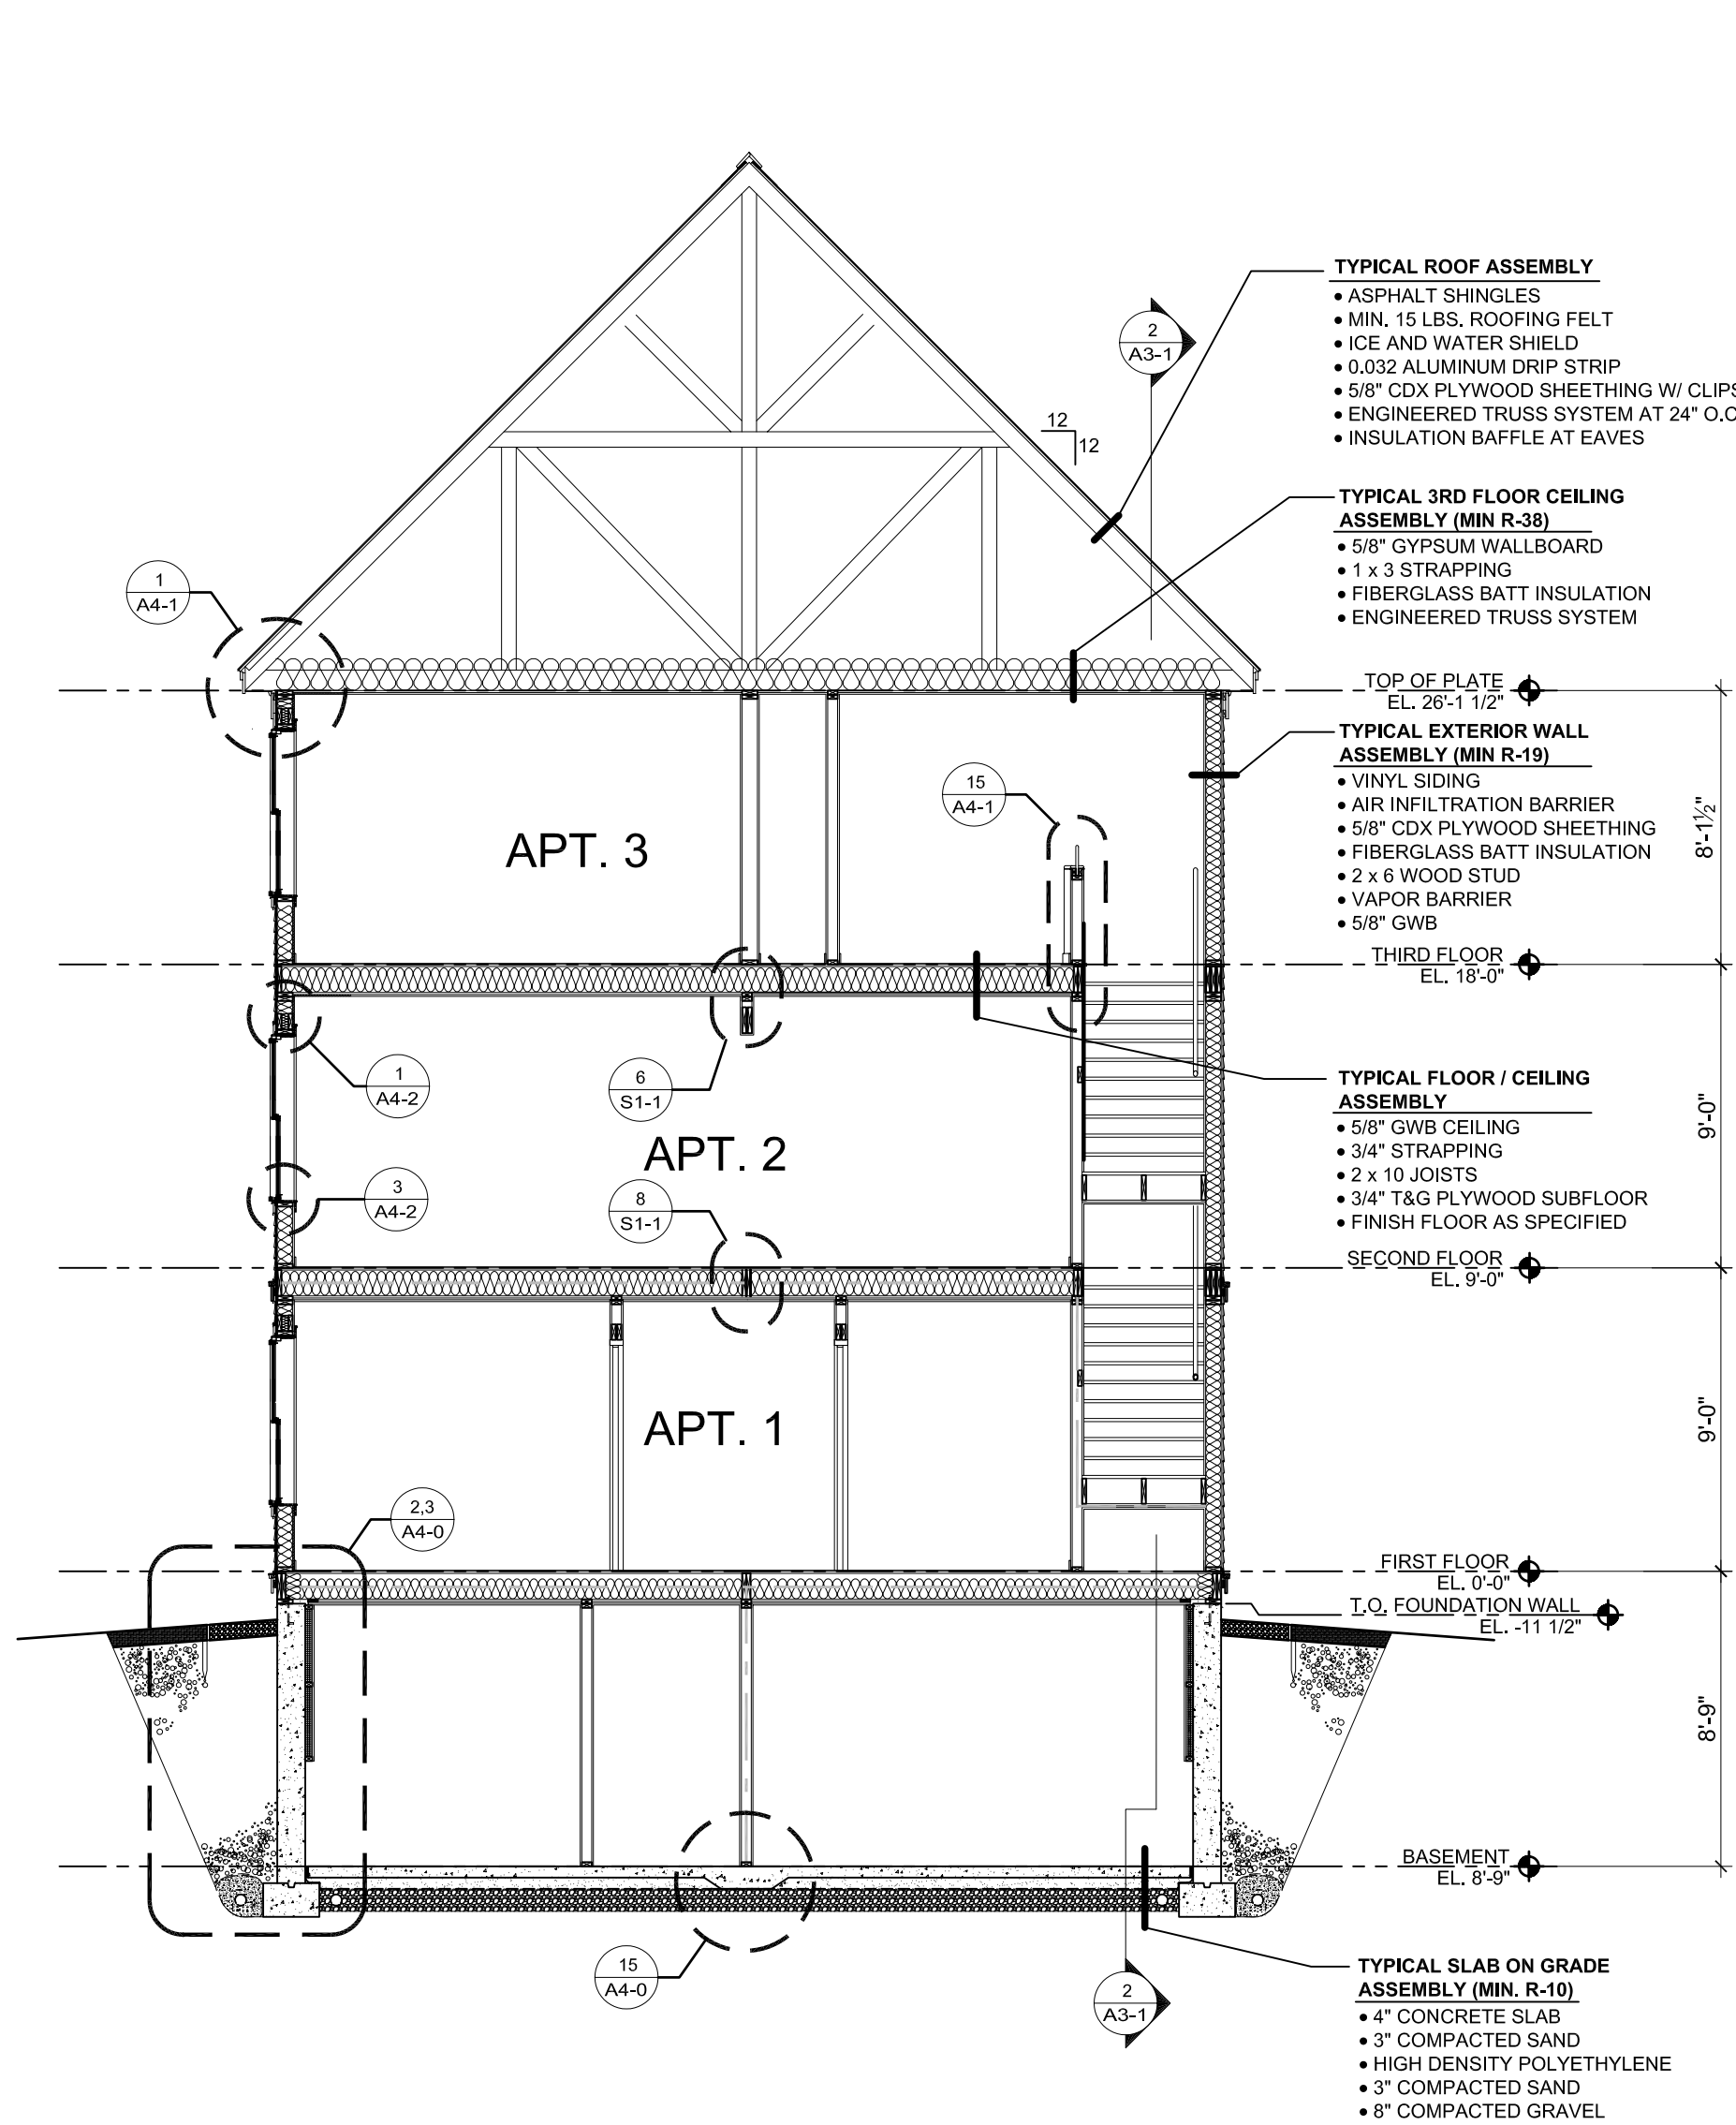 TYPICAL ROOF ASSEMBLY
• ASPHALT SHINGLES
• MIN. 15 LBS. ROOFING FELT
• ICE AND WATER SHIELD
• 0.032 ALUMINUM DRIP STRIP
• 5/8" CDX PLYWOOD SHEETHING W/ CLIPS
• ENGINEERED TRUSS SYSTEM AT 24" O.C
• INSULATION BAFFLE AT EAVES
2
A3-1
12
12
TYPICAL 3RD FLOOR CEILING
ASSEMBLY (MIN R-38)
• 5/8" GYPSUM WALLBOARD
• 1 x 3 STRAPPING
• FIBERGLASS BATT INSULATION
• ENGINEERED TRUSS SYSTEM
1
A4-1
TOP OF PLATE
EL. 26'-1 1/2"
TYPICAL EXTERIOR WALL
ASSEMBLY (MIN R-19)
• VINYL SIDING
• AIR INFILTRATION BARRIER
• 5/8" CDX PLYWOOD SHEETHING
• FIBERGLASS BATT INSULATION
• 2 x 6 WOOD STUD
• VAPOR BARRIER
• 5/8" GWB
8'-1½"
15
A4-1
APT. 3
THIRD FLOOR
EL. 18'-0"
1
A4-2
6
S1-1
TYPICAL FLOOR / CEILING
ASSEMBLY
• 5/8" GWB CEILING
• 3/4" STRAPPING
• 2 x 10 JOISTS
• 3/4" T&G PLYWOOD SUBFLOOR
• FINISH FLOOR AS SPECIFIED
9'-0"
APT. 2
3
A4-2
8
S1-1
SECOND FLOOR
EL. 9'-0"
APT. 1
9'-0"
2,3
A4-0
FIRST FLOOR
EL. 0'-0"
T.O. FOUNDATION WALL
EL. -11 1/2"
8'-9"
BASEMENT
EL. 8'-9"
15
A4-0
2
A3-1
TYPICAL SLAB ON GRADE
ASSEMBLY (MIN. R-10)
• 4" CONCRETE SLAB
• 3" COMPACTED SAND
• HIGH DENSITY POLYETHYLENE
• 3" COMPACTED SAND
• 8" COMPACTED GRAVEL